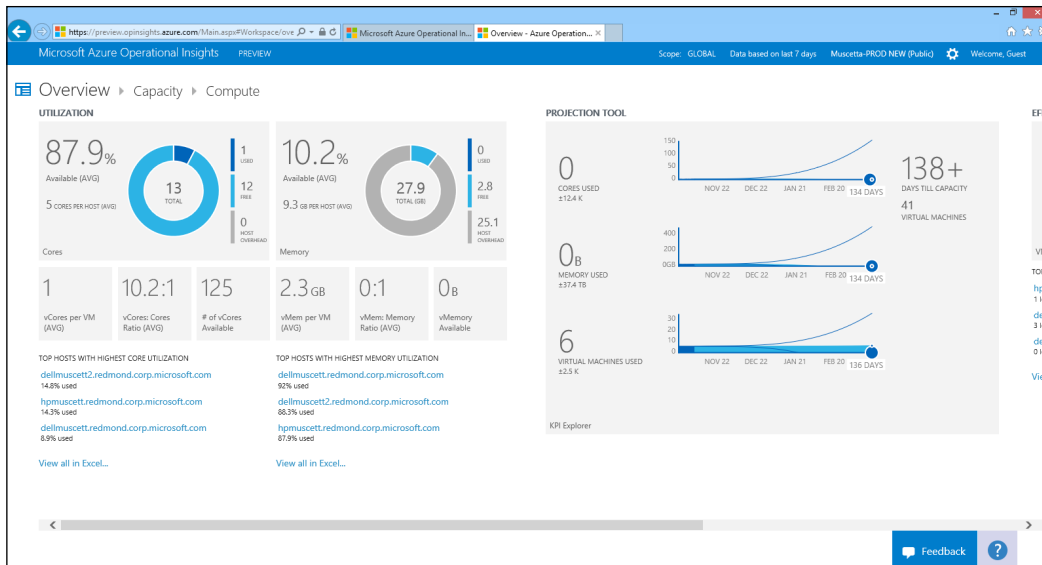 https://preview.opinsights.azure.com/Main.aspx#Workspace/ove
Microsoft Azure Operational In...
Overview - Azure Operation...
Microsoft Azure Operational Insights PREVIEW
Scope: GLOBAL Data based on last 7 days Muscetta-PROD NEW (Public) Welcome, Guest
Overview Capacity Compute
UTILIZATION
87.9%
Available (AVG)
5 CORES PER HOST (AVG)
13
TOTAL
1
USED
12
FREE
0
HOST
OVERHEAD
Cores
10.2%
Available (AVG)
9.3 GB PER HOST (AVG)
27.9
TOTAL (GB)
0
USED
2.8
FREE
25.1
HOST
OVERHEAD
Memory
1
vCores per VM
(AVG)
10.2:1
vCores: Cores
Ratio (AVG)
125
# of vCores
Available
2.3 GB
vMem per VM
(AVG)
0:1
vMem: Memory
Ratio (AVG)
0B
vMemory
Available
TOP HOSTS WITH HIGHEST CORE UTILIZATION
dellmuscett2.redmond.corp.microsoft.com
14.8% used
hpmuscett.redmond.corp.microsoft.com
14.3% used
dellmuscett.redmond.corp.microsoft.com
8.9% used
View all in Excel...
TOP HOSTS WITH HIGHEST MEMORY UTILIZATION
dellmuscett.redmond.corp.microsoft.com
92% used
dellmuscett2.redmond.corp.microsoft.com
88.3% used
hpmuscett.redmond.corp.microsoft.com
87.9% used
View all in Excel...
PROJECTION TOOL
0
CORES USED
±12.4 K
150
100
50
0
NOV 22 DEC 22 JAN 21 FEB 20 134 DAYS
138+
DAYS TILL CAPACITY
41
VIRTUAL MACHINES
0B
MEMORY USED
±37.4 TB
400
200
0GB
NOV 22 DEC 22 JAN 21 FEB 20 134 DAYS
6
VIRTUAL MACHINES USED
±2.5 K
30
20
10
0
NOV 22 DEC 22 JAN 21 FEB 20 136 DAYS
KPI Explorer
Feedback
?